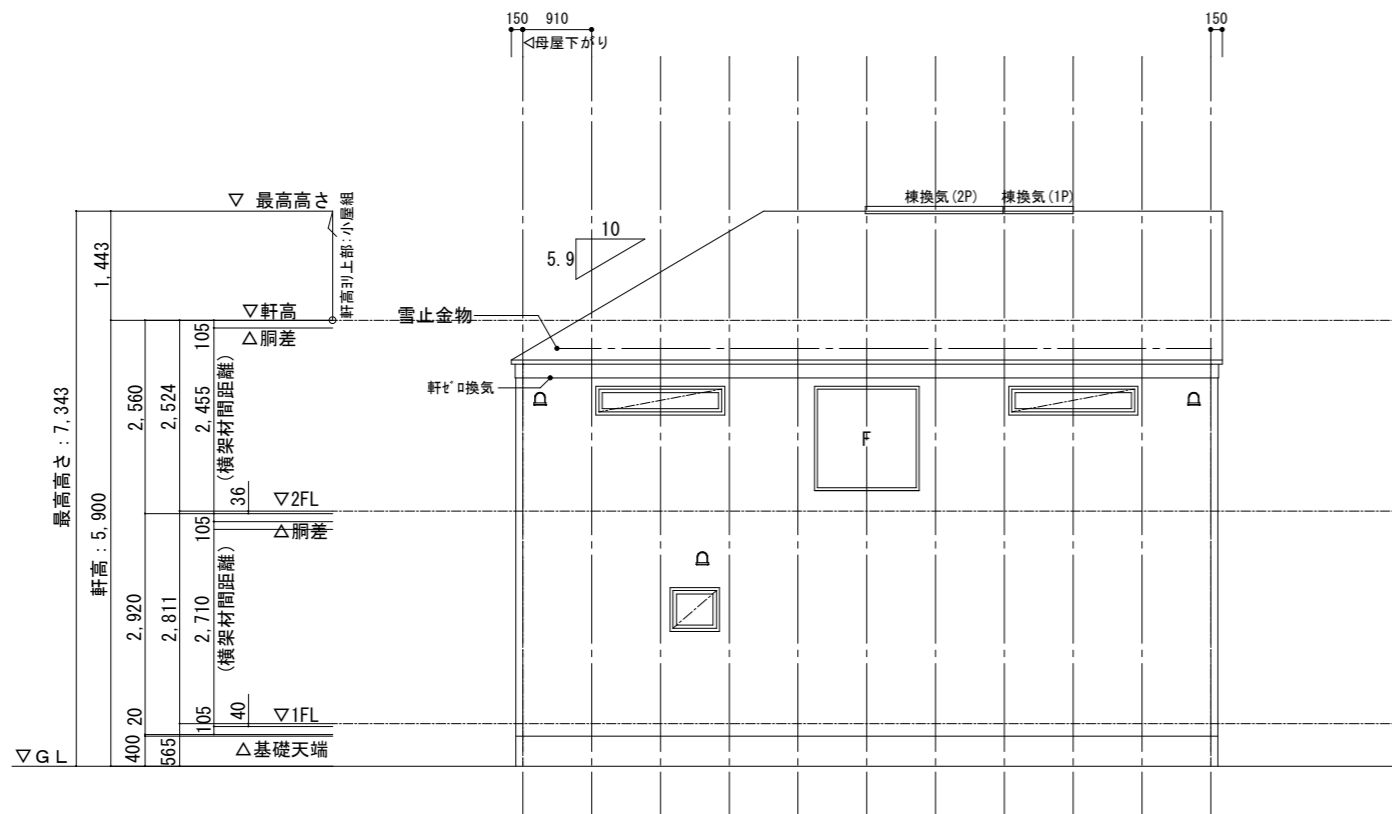 150 910 150
◁母屋下がり
▽ 最高高さ
棟換気(2P) 棟換気(1P)
軒高ﾖﾘ上部:小屋組
10
5.9
1,443
▽軒高
雪止金物
△胴差
105
軒ｾﾞﾛ換気
最高高さ:7,343
2,560
2,524
2,455
(横架材間距離)
F
36
▽2FL
軒高:5,900
105
△胴差
2,920
2,811
2,710
(横架材間距離)
20
105
40
▽1FL
400
565
△基礎天端
▽GL